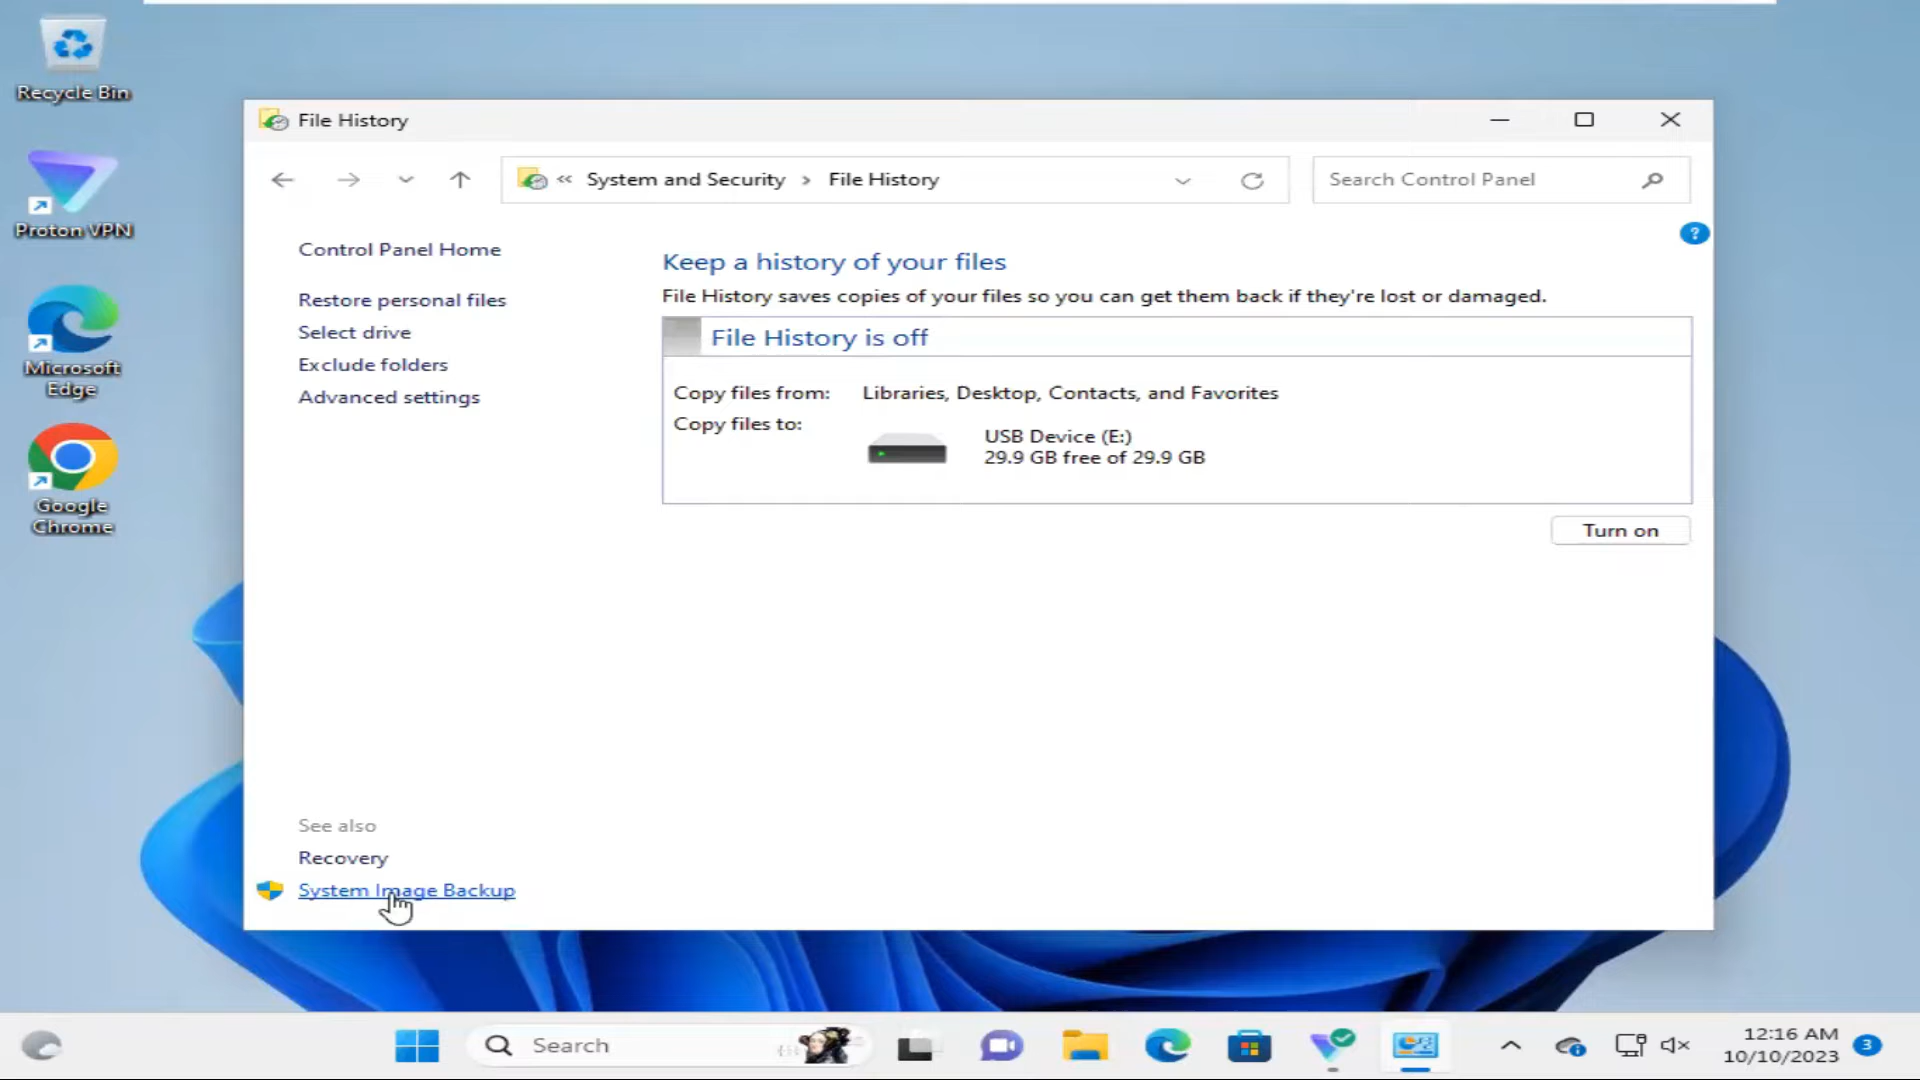 Recycle Bin
Proton VPN
Microsoft
Edge
Google
Chrome
File History
« System and Security > File History
Search Control Panel
?
Control Panel Home
Restore personal files
Select drive
Exclude folders
Advanced settings
Keep a history of your files
File History saves copies of your files so you can get them back if they're lost or damaged.
File History is off
Copy files from: Libraries, Desktop, Contacts, and Favorites
Copy files to:
USB Device (E:)
29.9 GB free of 29.9 GB
Turn on
See also
Recovery
System Image Backup
Search
12:16 AM
10/10/2023
3